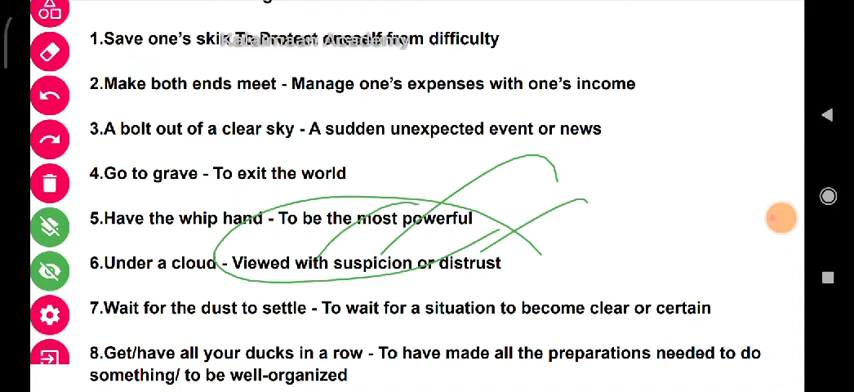 1.Save one's skin To Protect oneself from difficulty
Kalaimaan Academy
2.Make both ends meet - Manage one's expenses with one's income
3.A bolt out of a clear sky - A sudden unexpected event or news
4.Go to grave - To exit the world
5.Have the whip hand - To be the most powerful
6.Under a cloud - Viewed with suspicion or distrust
7.Wait for the dust to settle - To wait for a situation to become clear or certain
8.Get/have all your ducks in a row - To have made all the preparations needed to do
something/ to be well-organized